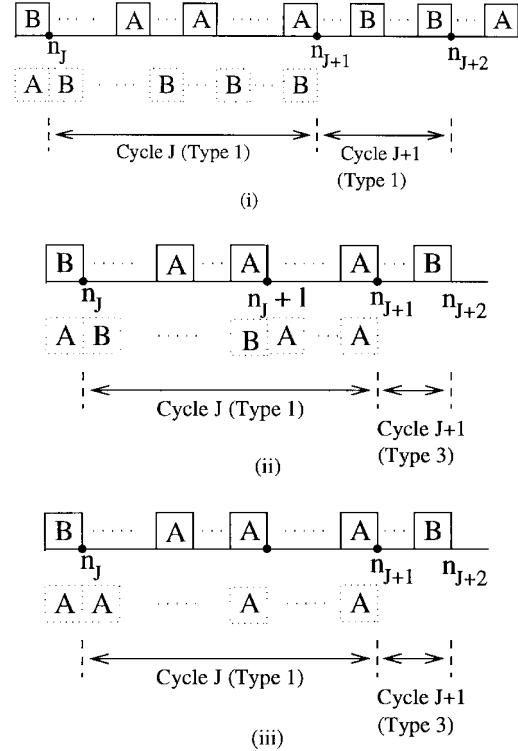 B ..... A ... A ..... A ... B ... B ... A
n_J n_{J+1} n_{J+2}
A B ..... B ... B ... B
Cycle J (Type 1) Cycle J+1
(Type 1)
(i)
B ..... A ... A ..... A ... B
n_J n_J + l n_{J+1} n_{J+2}
A B ..... B A ... A
Cycle J (Type 1)
Cycle J+1
(Type 3)
(ii)
B ..... A ... A ..... A ... B
n_J n_{J+1} n_{J+2}
A A ..... A ..... A
Cycle J (Type 1)
Cycle J+1
(Type 3)
(iii)